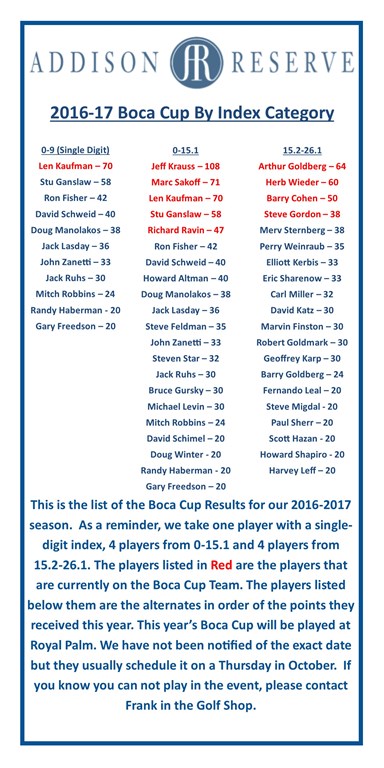 ADDISON RESERVE
2016-17 Boca Cup By Index Category
0-9 (Single Digit)
Len Kaufman – 70
Stu Ganslaw – 58
Ron Fisher – 42
David Schweid – 40
Doug Manolakos – 38
Jack Lasday – 36
John Zanetti – 33
Jack Ruhs – 30
Mitch Robbins – 24
Randy Haberman - 20
Gary Freedson – 20
0-15.1
Jeff Krauss – 108
Marc Sakoff – 71
Len Kaufman – 70
Stu Ganslaw – 58
Richard Ravin – 47
Ron Fisher – 42
David Schweid – 40
Howard Altman – 40
Doug Manolakos – 38
Jack Lasday – 36
Steve Feldman – 35
John Zanetti – 33
Steven Star – 32
Jack Ruhs – 30
Bruce Gursky – 30
Michael Levin – 30
Mitch Robbins – 24
David Schimel – 20
Doug Winter - 20
Randy Haberman - 20
Gary Freedson – 20
15.2-26.1
Arthur Goldberg – 64
Herb Wieder – 60
Barry Cohen – 50
Steve Gordon – 38
Merv Sternberg – 38
Perry Weinraub – 35
Elliott Kerbis – 33
Eric Sharenow – 33
Carl Miller – 32
David Katz – 30
Marvin Finston – 30
Robert Goldmark – 30
Geoffrey Karp – 30
Barry Goldberg – 24
Fernando Leal – 20
Steve Migdal - 20
Paul Sherr – 20
Scott Hazan - 20
Howard Shapiro - 20
Harvey Leff – 20
This is the list of the Boca Cup Results for our 2016-2017
season. As a reminder, we take one player with a single-
digit index, 4 players from 0-15.1 and 4 players from
15.2-26.1. The players listed in Red are the players that
are currently on the Boca Cup Team. The players listed
below them are the alternates in order of the points they
received this year. This year's Boca Cup will be played at
Royal Palm. We have not been notified of the exact date
but they usually schedule it on a Thursday in October. If
you know you can not play in the event, please contact
Frank in the Golf Shop.